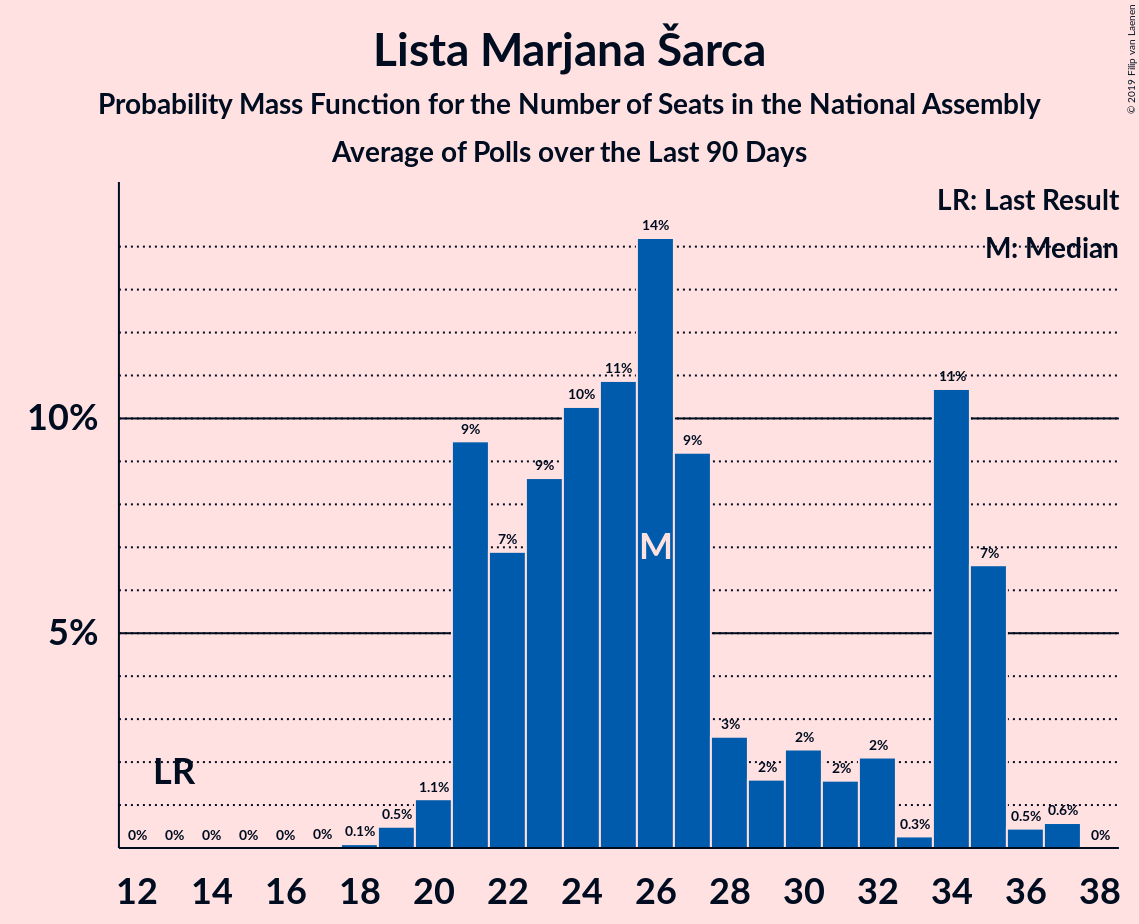 Lista Marjana Šarca
Probability Mass Function for the Number of Seats in the National Assembly
Average of Polls over the Last 90 Days
© 2019 Filip van Laenen
LR: Last Result
M: Median
10%
5%
0% 0% 0% 0% 0% 0% 0.1% 0.5% 1.1% 9% 7% 9% 10% 11% 14% 9% 3% 2% 2% 2% 2% 0.3% 11% 7% 0.5% 0.6% 0%
LR
M
12 14 16 18 20 22 24 26 28 30 32 34 36 38